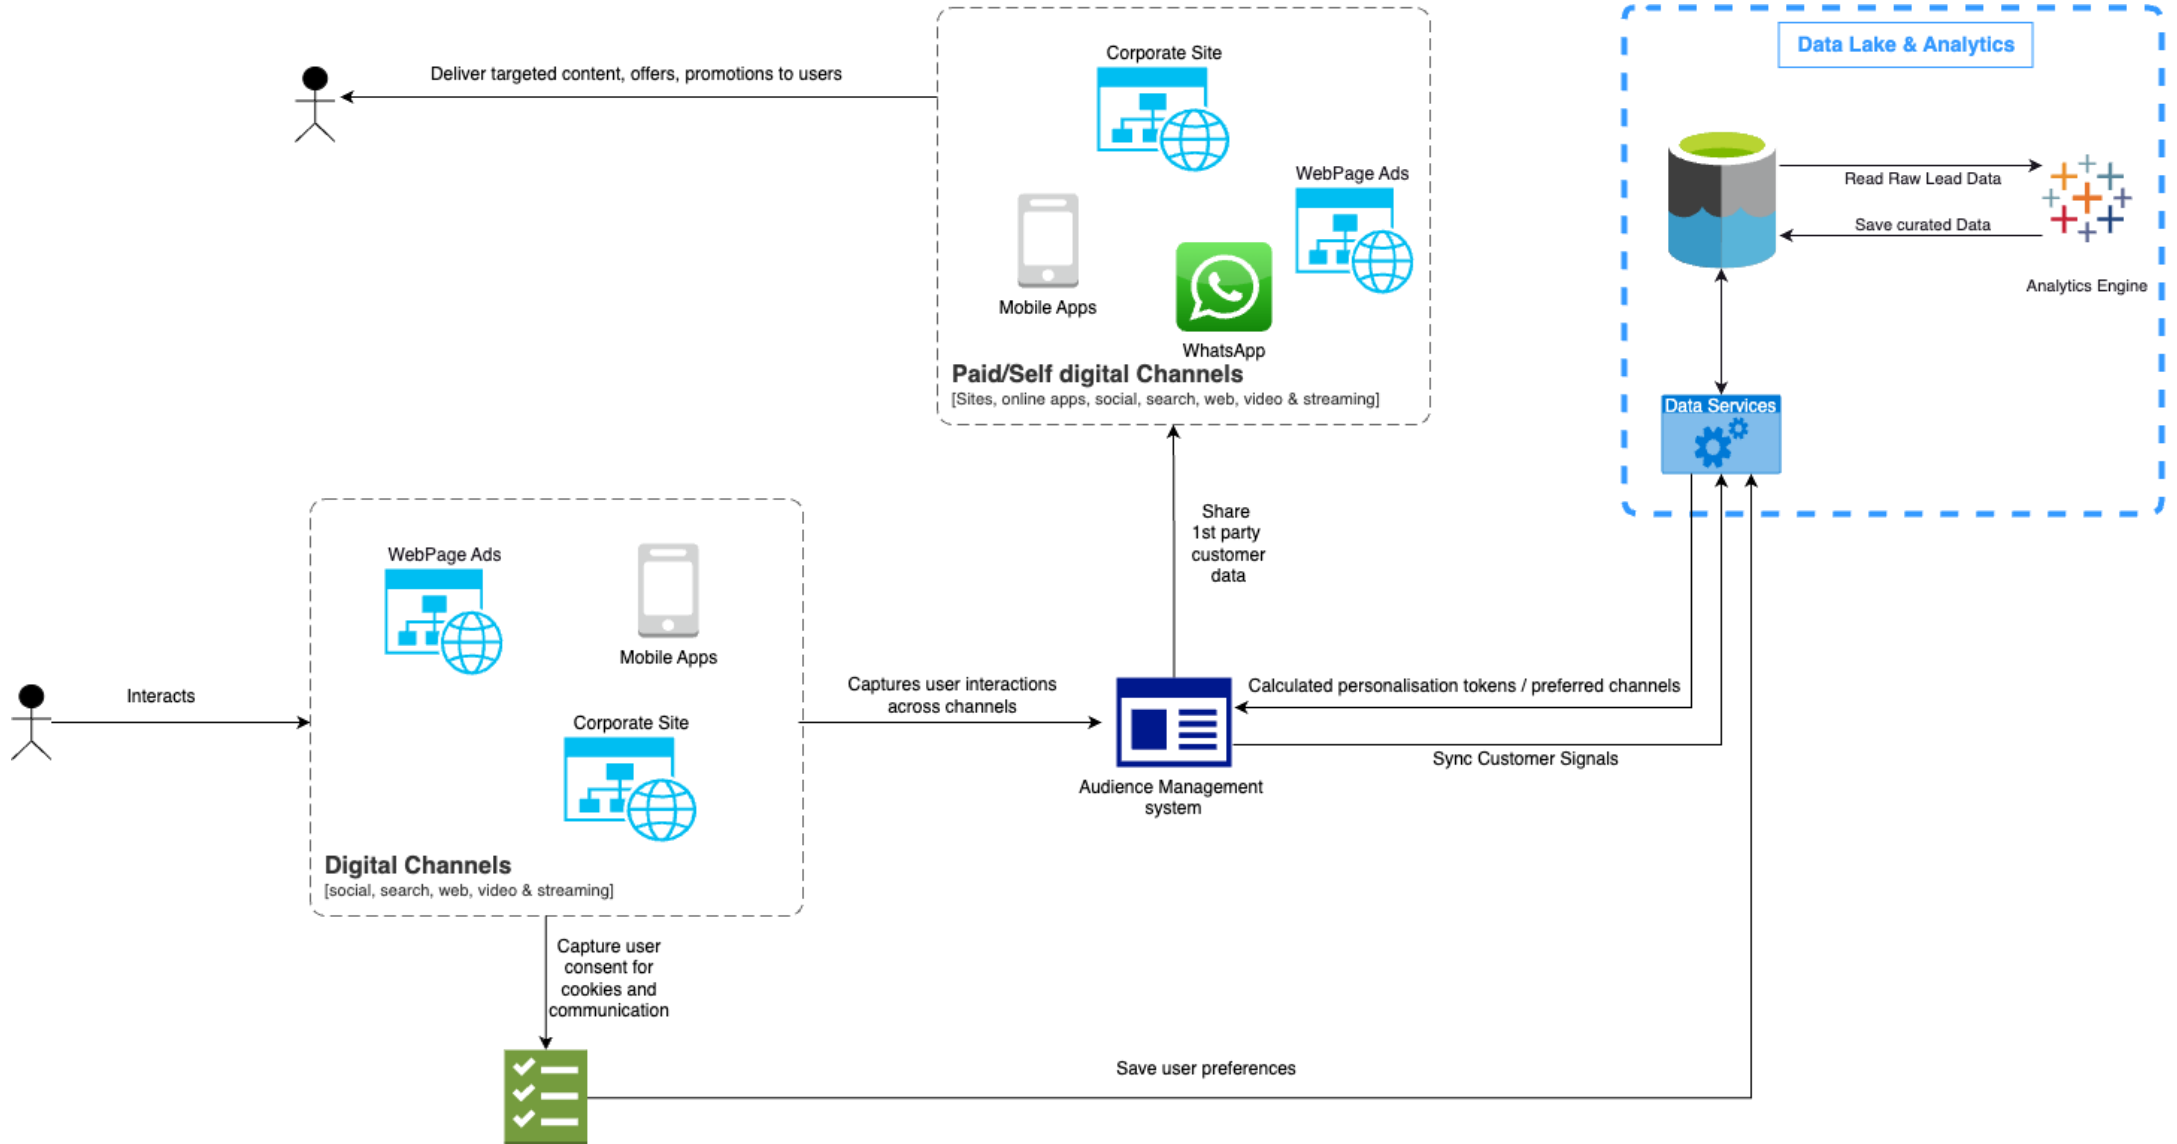 Corporate Site
Data Lake & Analytics
Deliver targeted content, offers, promotions to users
WebPage Ads
Read Raw Lead Data
Save curated Data
Analytics Engine
Mobile Apps
WhatsApp
Paid/Self digital Channels
[Sites, online apps, social, search, web, video & streaming]
Data Services
Share
1st party
customer
data
WebPage Ads
Mobile Apps
Interacts
Captures user interactions
across channels
Calculated personalisation tokens / preferred channels
Corporate Site
Sync Customer Signals
Audience Management
system
Digital Channels
[social, search, web, video & streaming]
Capture user
consent for
cookies and
communication
Save user preferences